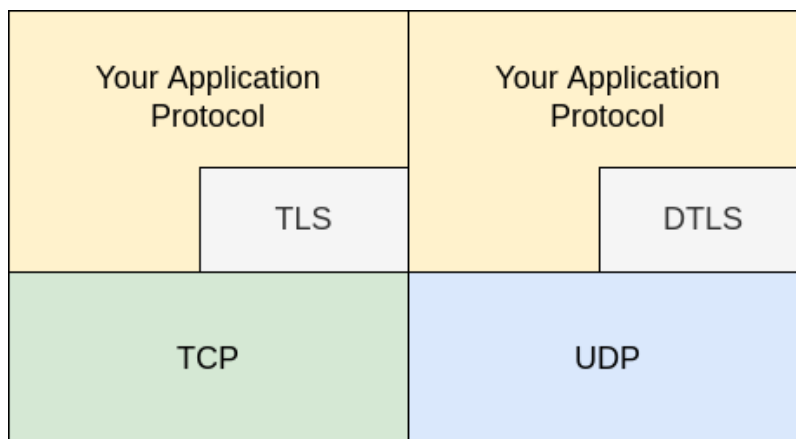 Your Application
Protocol
Your Application
Protocol
TLS
DTLS
TCP
UDP